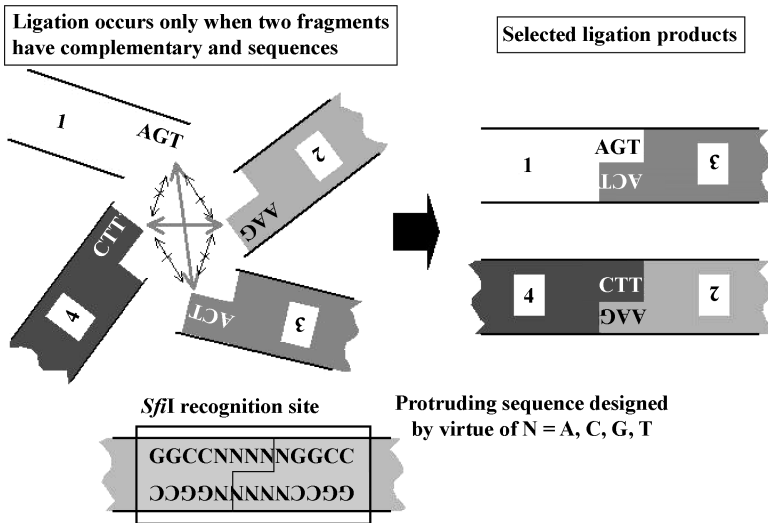 Ligation occurs only when two fragments
have complementary and sequences
Selected ligation products
1
AGT
2
AAG
CTT
4
ACT
3
1
AGT
ACT
3
4
CTT
AAG
2
SfiI recognition site
GGCCNNNNNGGCC
GGCCNNNNNGGCC
Protruding sequence designed
by virtue of N = A, C, G, T